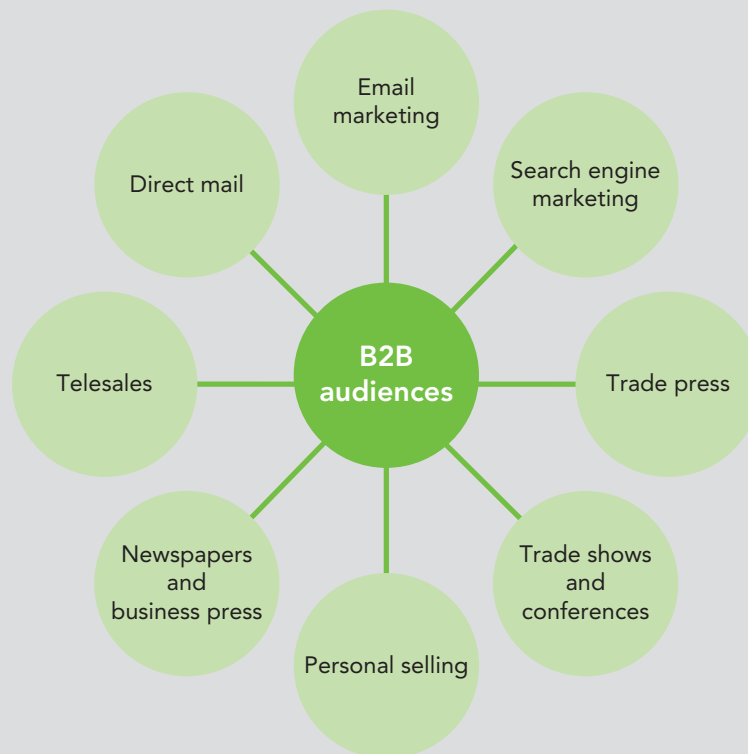 Email
marketing
Direct mail
Search engine
marketing
B2B
audiences
Telesales
Trade press
Newspapers
and
business press
Trade shows
and
conferences
Personal selling